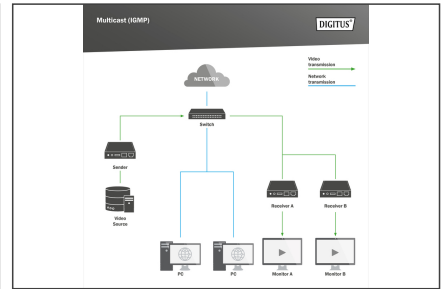 Multicast (IGMP)
DIGITUS®
Video
transmission
Network
transmission
NETWORK
Switch
Sender
Video
Source
Receiver A
Receiver B
PC
PC
Monitor A
Monitor B